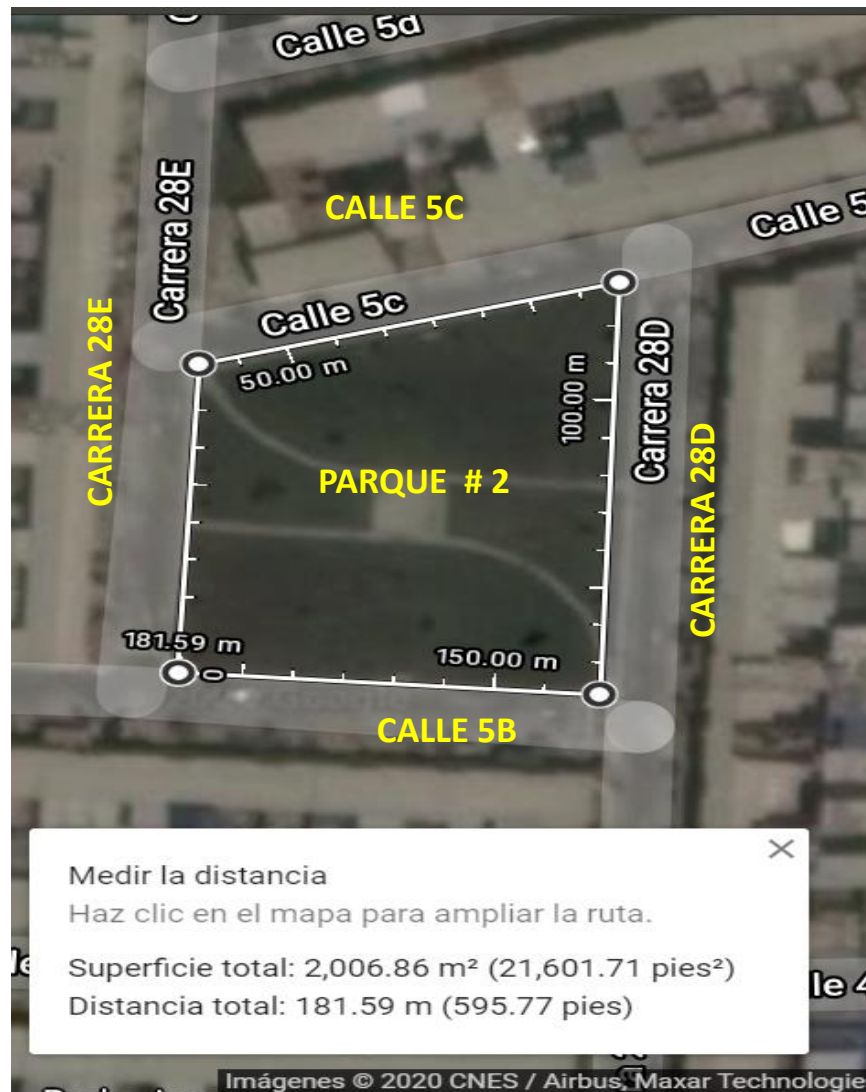 Calle 5d
Carrera 28E
CALLE 5C
Calle 5
CARRERA 28E
Calle 5c
50.00 m
100.00 m
Carrera 28D
PARQUE # 2
CARRERA 28D
181.59 m
150.00 m
0
CALLE 5B
Medir la distancia
Haz clic en el mapa para ampliar la ruta.
Superficie total: 2,006.86 m² (21,601.71 pies²)
Distancia total: 181.59 m (595.77 pies)
lle 4
Imágenes © 2020 CNES / Airbus, Maxar Technologie